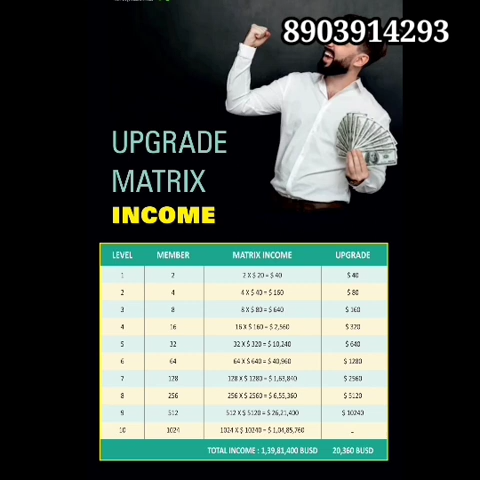 8903914293
UPGRADE
MATRIX
INCOME
LEVEL MEMBER MATRIX INCOME UPGRADE
1 2 2 X $ 20 = $ 40 $ 40
2 4 4 X $ 40 = $ 160 $ 80
3 8 8 X $ 80 = $ 640 $ 160
4 16 16 X $ 160 = $ 2,560 $ 320
5 32 32 X $ 320 = $ 10,240 $ 640
6 64 64 X $ 640 = $ 40,960 $ 1280
7 128 128 X $ 1280 = $ 1,63,840 $ 2560
8 256 256 X $ 2560 = $ 6,55,360 $ 5120
9 512 512 X $ 5120 = $ 26,21,400 $ 10240
10 1024 1024 X $ 10240 = $ 1,04,85,760 –
TOTAL INCOME : 1,39,81,400 BUSD 20,360 BUSD